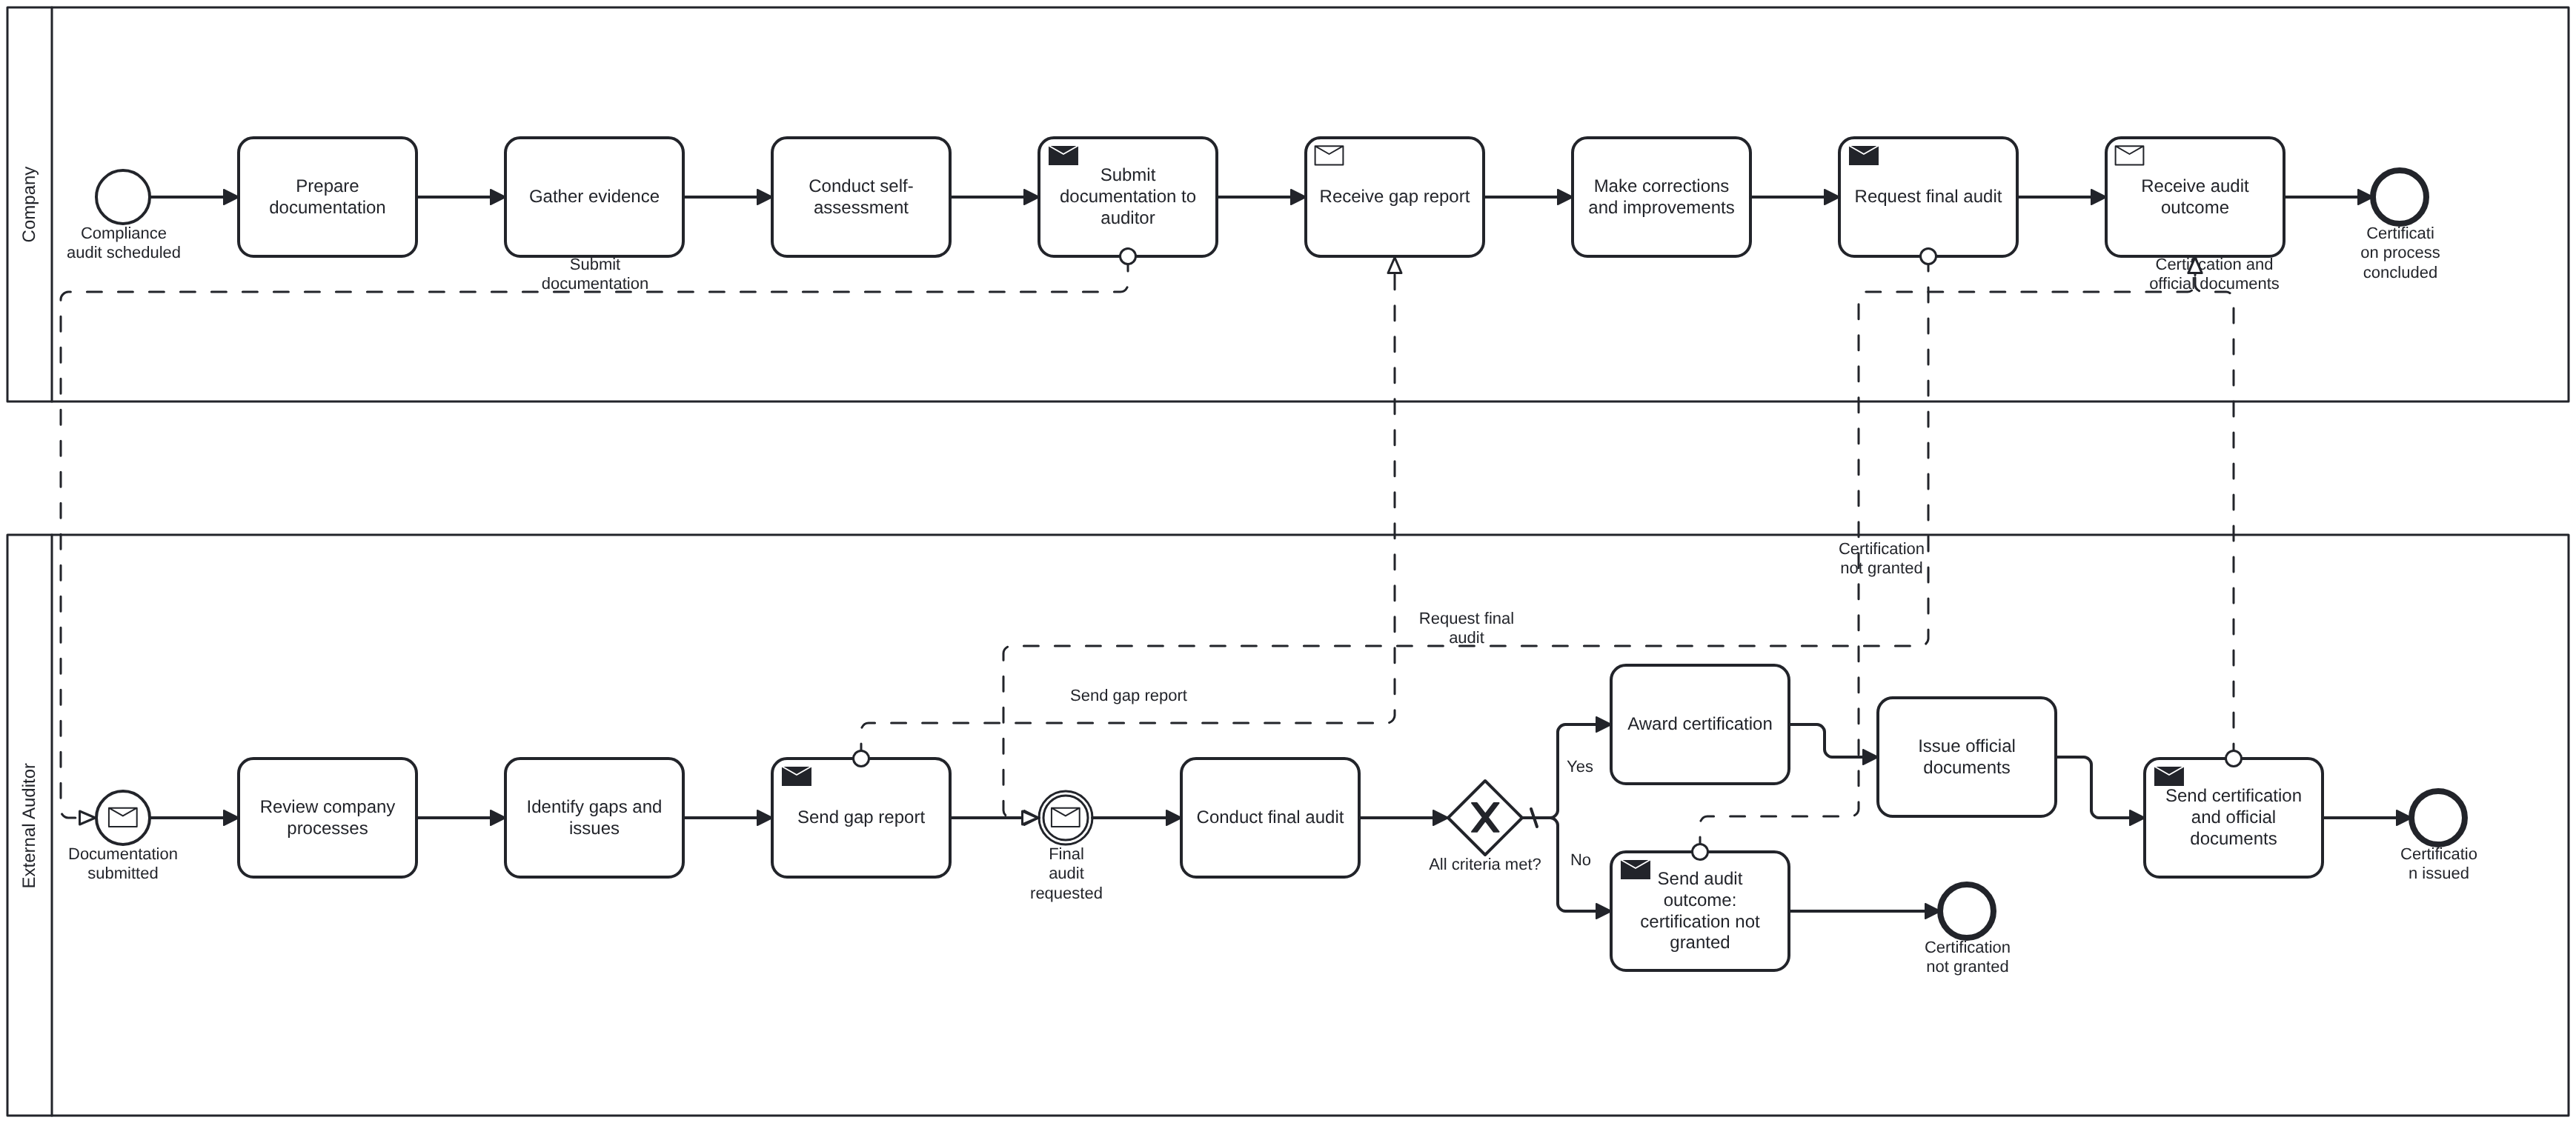 Company
Compliance
audit scheduled
Prepare
documentation
Gather evidence
Conduct self-
assessment
Submit
documentation to
auditor
Receive gap report
Make corrections
and improvements
Request final audit
Receive audit
outcome
Certificati
on process
concluded
Submit
documentation
Certification and
official documents
Certification
not granted
Request final
audit
Send gap report
External Auditor
Documentation
submitted
Review company
processes
Identify gaps and
issues
Send gap report
Final
audit
requested
Conduct final audit
All criteria met?
Yes
No
Award certification
Issue official
documents
Send audit
outcome:
certification not
granted
Certification
not granted
Send certification
and official
documents
Certificatio
n issued